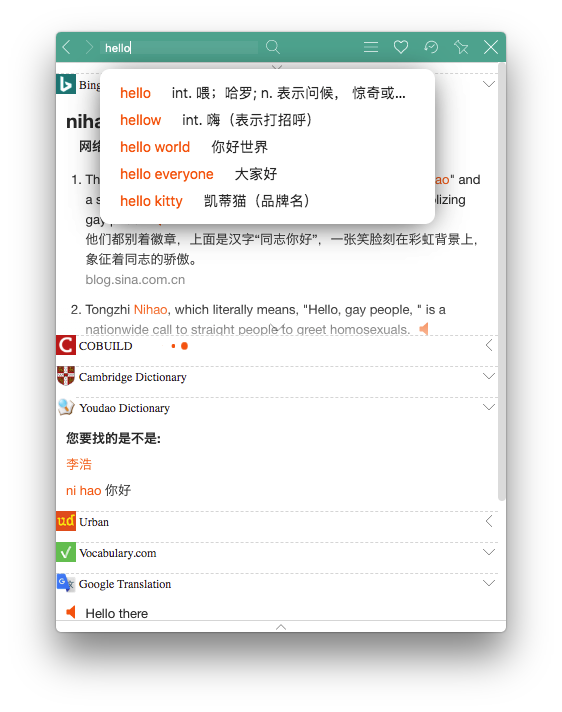 hello
Bing
hello int. 喂；哈罗; n. 表示问候， 惊奇或...
hellow int. 嗨（表示打招呼）
hello world 你好世界
hello everyone 大家好
hello kitty 凯蒂猫（品牌名）
niha
网络
1. Th ao" and
a s lizing
gay
他们都别着徽章，上面是汉字“同志你好”，一张笑脸刻在彩虹背景上，
象征着同志的骄傲。
blog.sina.com.cn
2. Tongzhi Nihao, which literally means, "Hello, gay people, " is a
nationwide call to straight people to greet homosexuals.
COBUILD
Cambridge Dictionary
Youdao Dictionary
您要找的是不是:
李浩
ni hao 你好
ud Urban
Vocabulary.com
Google Translation
Hello there